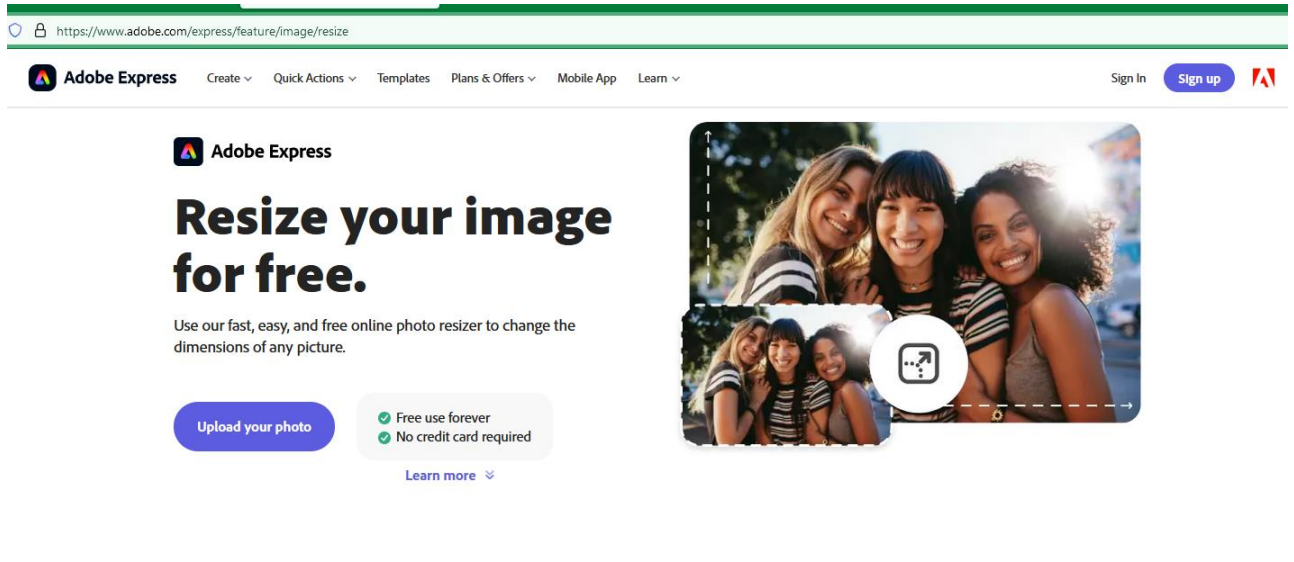 https://www.adobe.com/express/feature/image/resize
Adobe Express Create Quick Actions Templates Plans & Offers Mobile App Learn Sign In Sign up
Adobe Express
Resize your image
for free.
Use our fast, easy, and free online photo resizer to change the
dimensions of any picture.
Upload your photo
Free use forever
No credit card required
Learn more